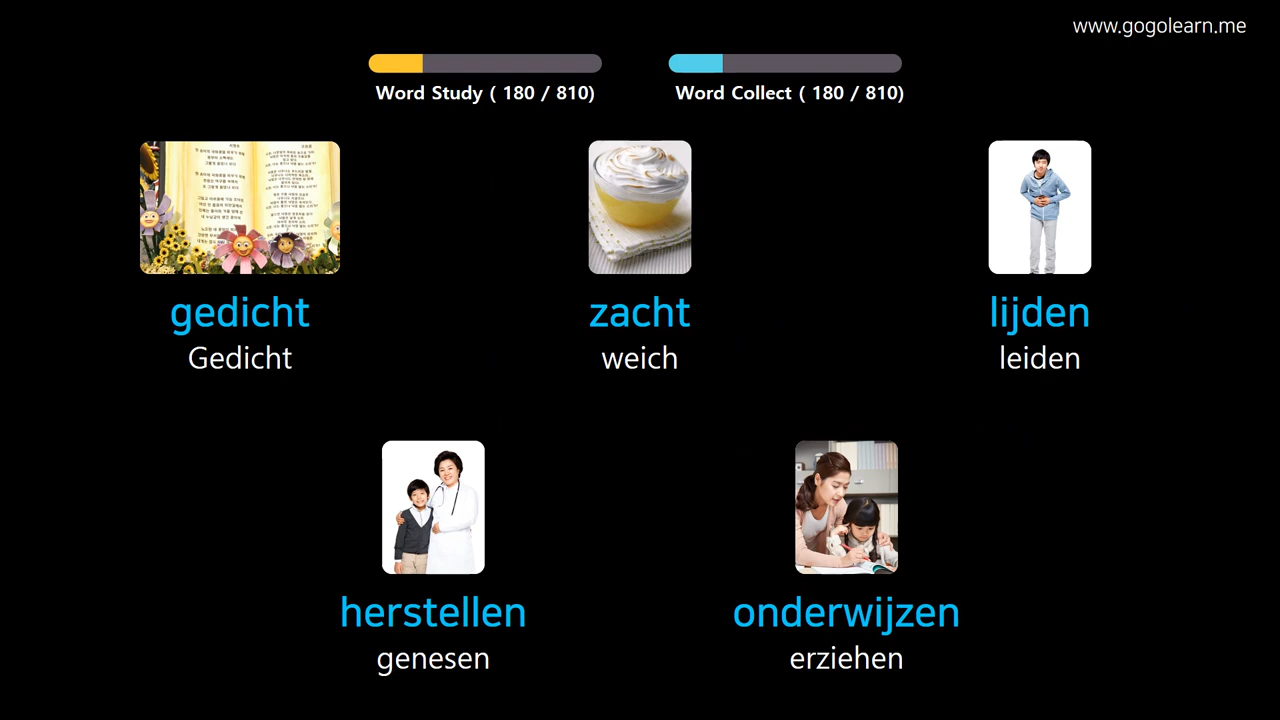 www.gogolearn.me
Word Study ( 180 / 810)
Word Collect ( 180 / 810)
gedicht
Gedicht
zacht
weich
lijden
leiden
herstellen
genesen
onderwijzen
erziehen